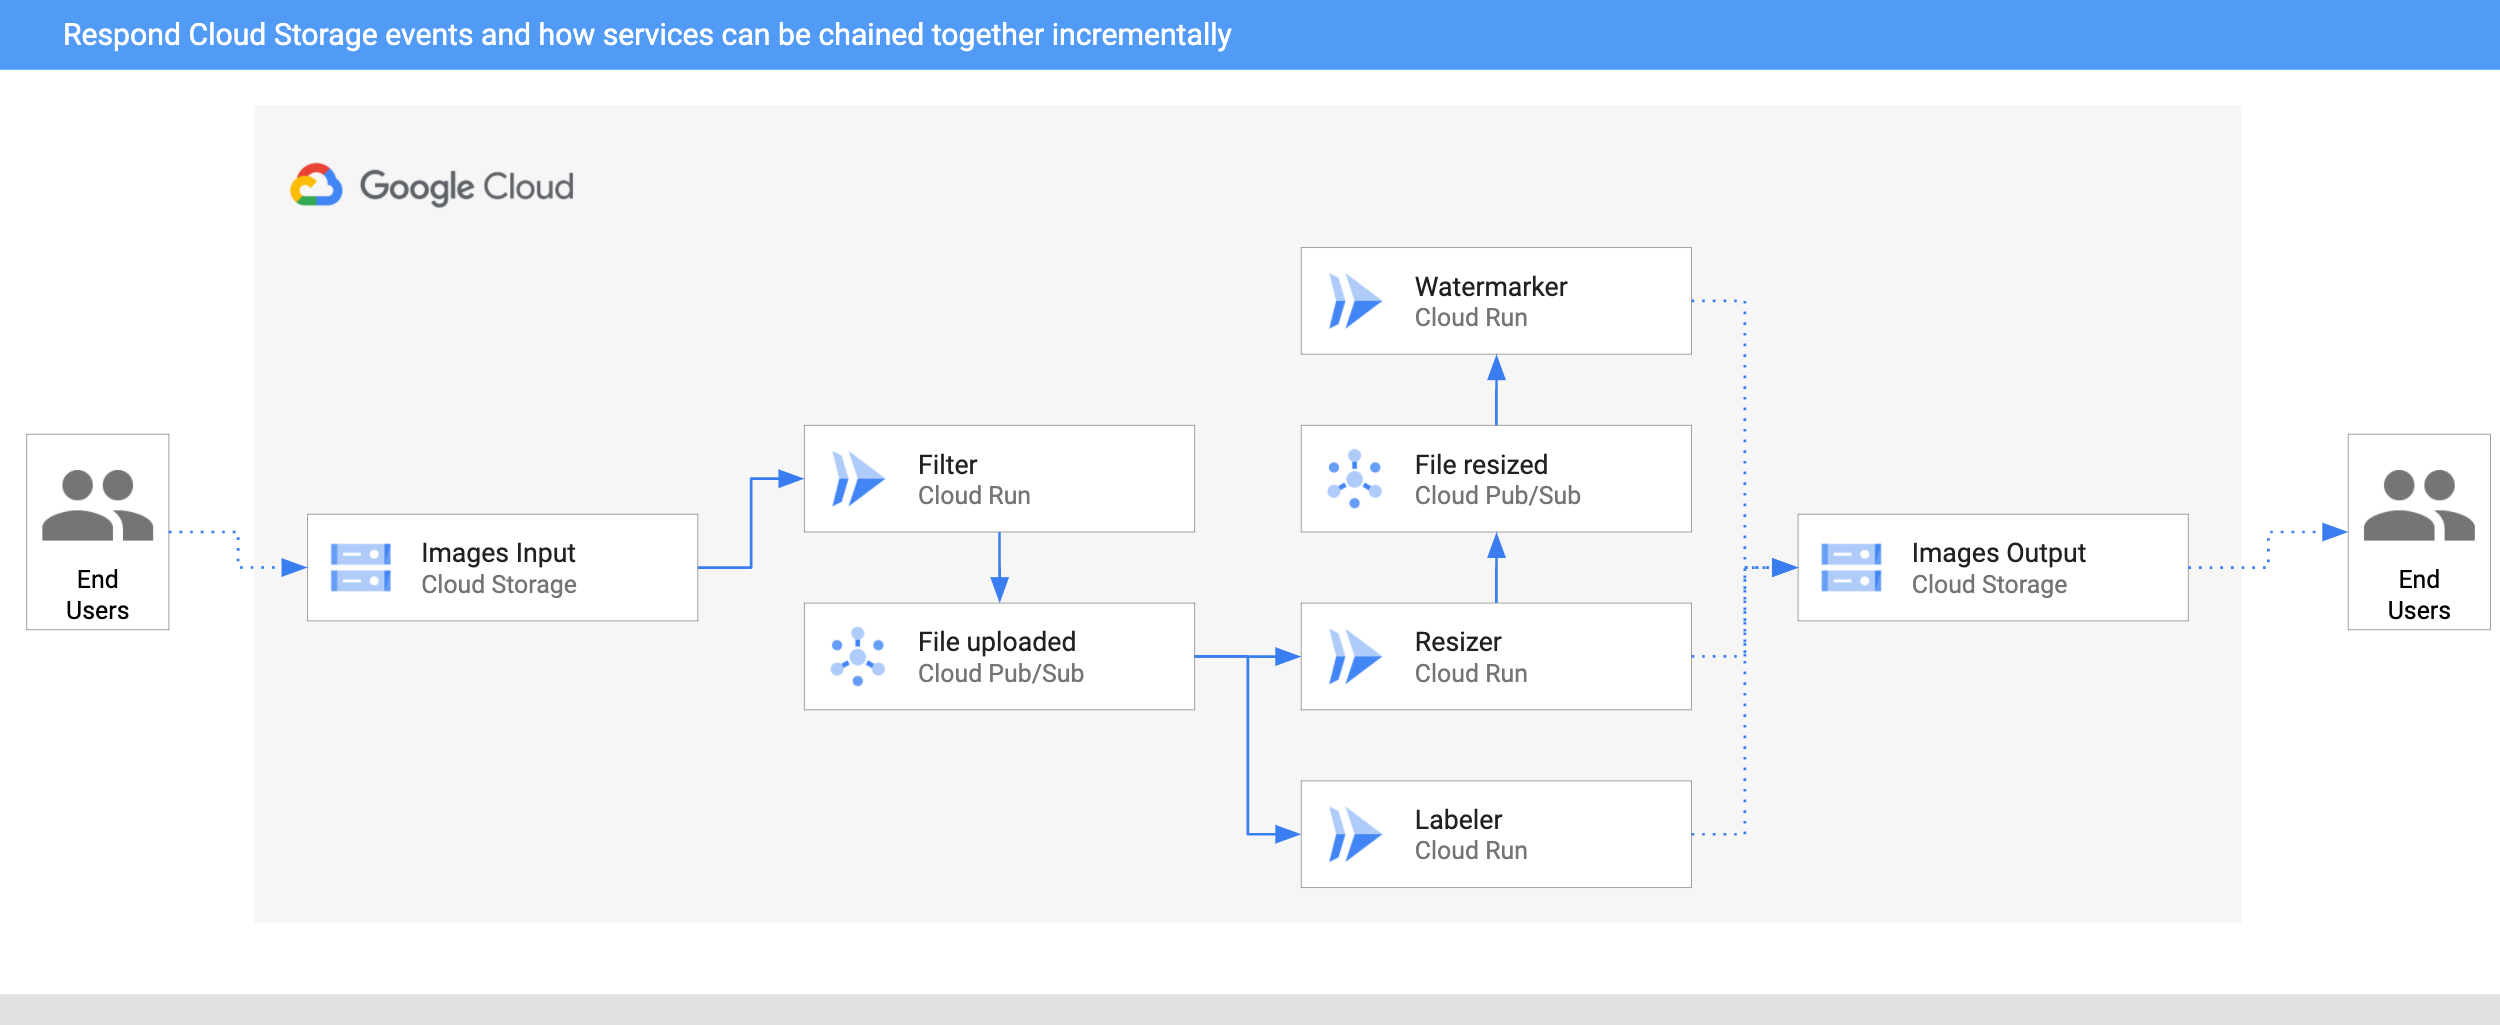 Respond Cloud Storage events and how services can be chained together incrementally
Google Cloud
End
Users
Images Input
Cloud Storage
Filter
Cloud Run
File uploaded
Cloud Pub/Sub
Watermarker
Cloud Run
File resized
Cloud Pub/Sub
Resizer
Cloud Run
Labeler
Cloud Run
Images Output
Cloud Storage
End
Users